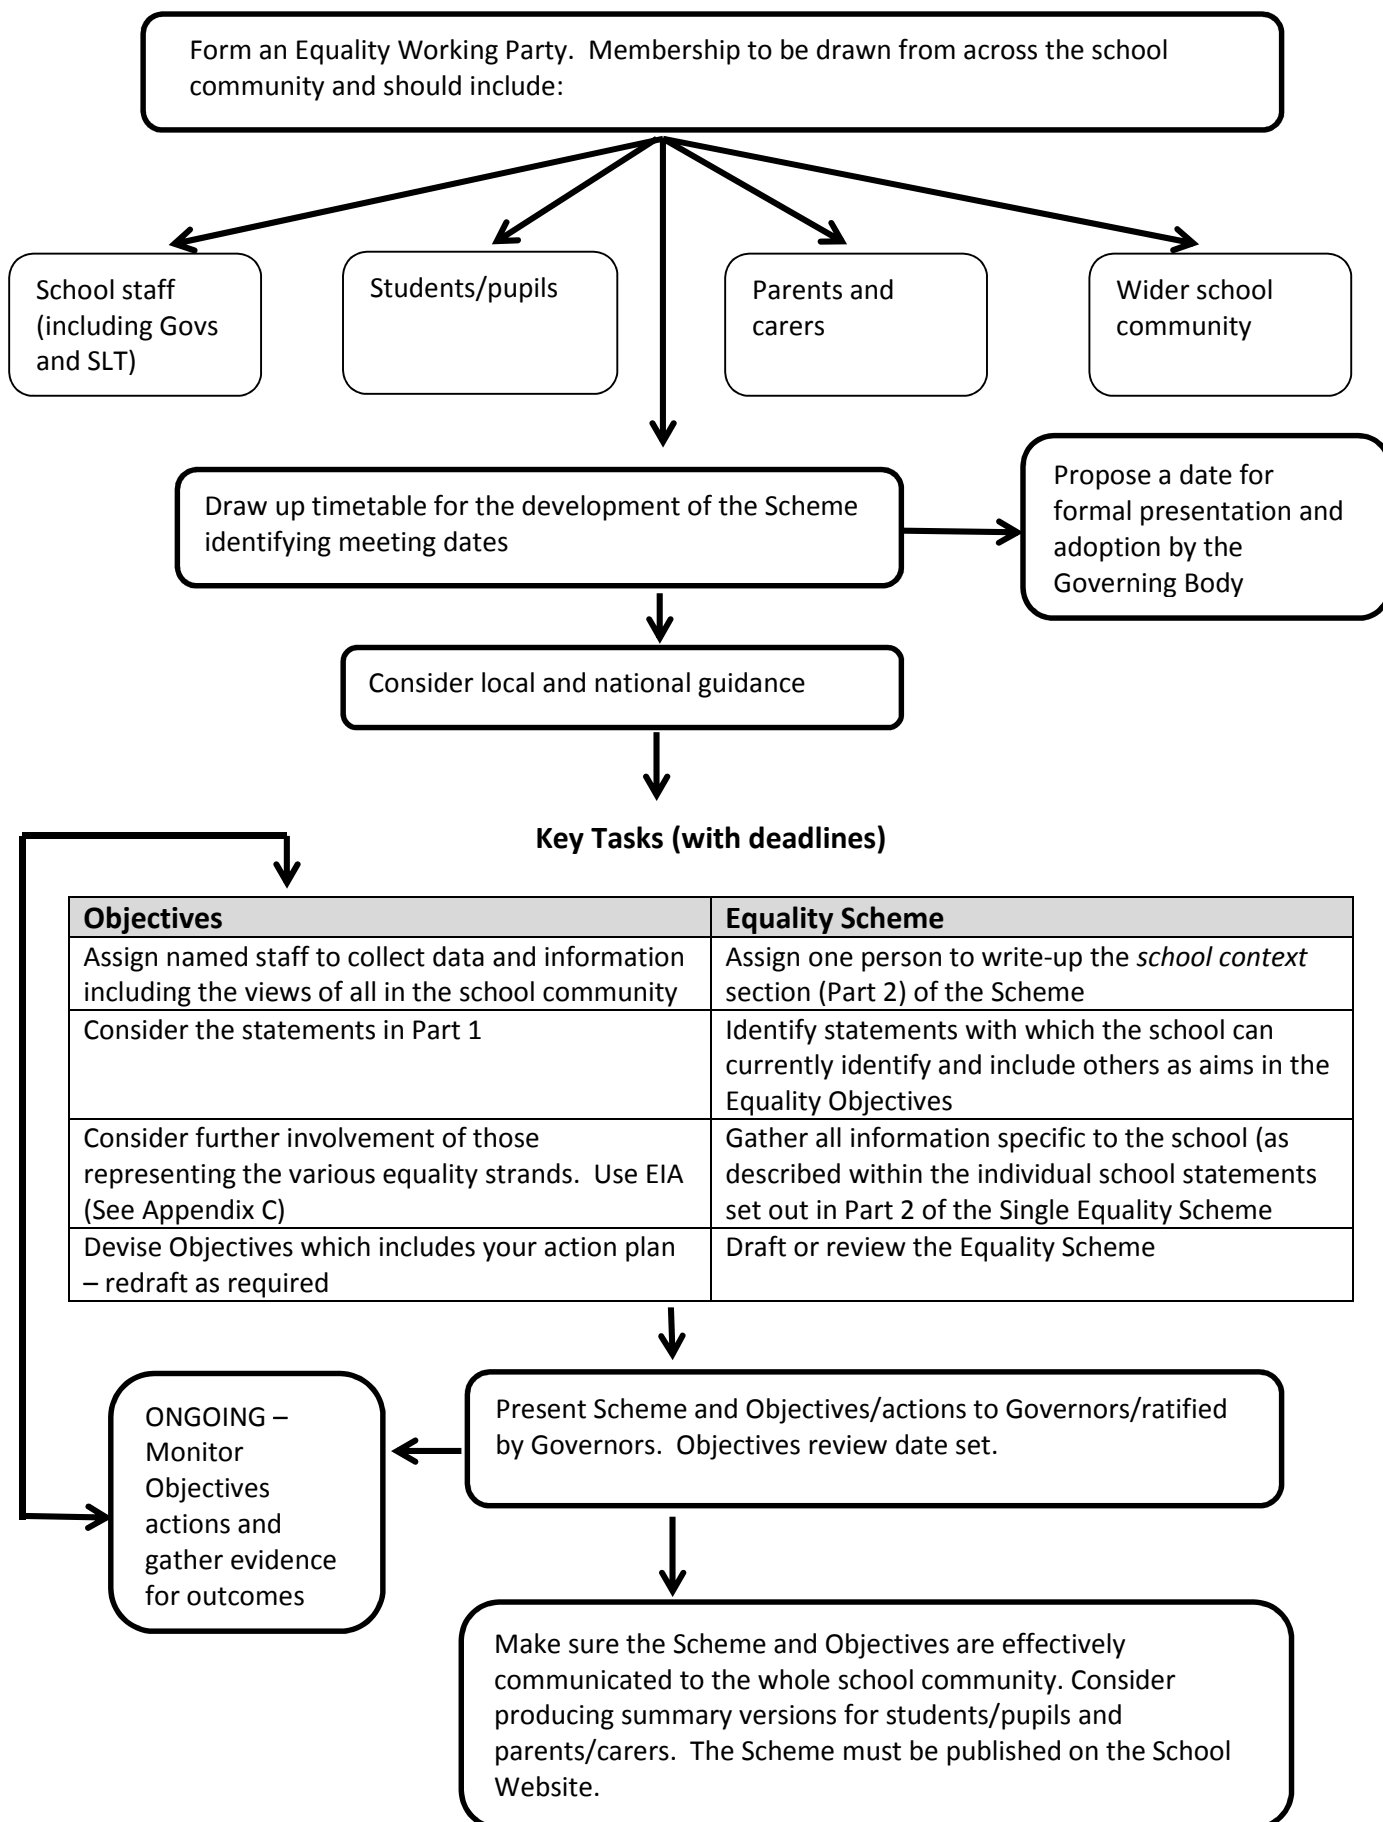 Form an Equality Working Party.  Membership to be drawn from across the school
community and should include:
School staff
(including Govs
and SLT)
Students/pupils
Parents and
carers
Wider school
community
Draw up timetable for the development of the Scheme
identifying meeting dates
Propose a date for
formal presentation and
adoption by the
Governing Body
Consider local and national guidance
Key Tasks (with deadlines)
Objectives
Equality Scheme
Assign named staff to collect data and information
including the views of all in the school community
Assign one person to write-up the school context
section (Part 2) of the Scheme
Consider the statements in Part 1
Identify statements with which the school can
currently identify and include others as aims in the
Equality Objectives
Consider further involvement of those
representing the various equality strands.  Use EIA
(See Appendix C)
Gather all information specific to the school (as
described within the individual school statements
set out in Part 2 of the Single Equality Scheme
Devise Objectives which includes your action plan
– redraft as required
Draft or review the Equality Scheme
Present Scheme and Objectives/actions to Governors/ratified
by Governors.  Objectives review date set.
ONGOING –
Monitor
Objectives
actions and
gather evidence
for outcomes
Make sure the Scheme and Objectives are effectively
communicated to the whole school community. Consider
producing summary versions for students/pupils and
parents/carers.  The Scheme must be published on the School
Website.